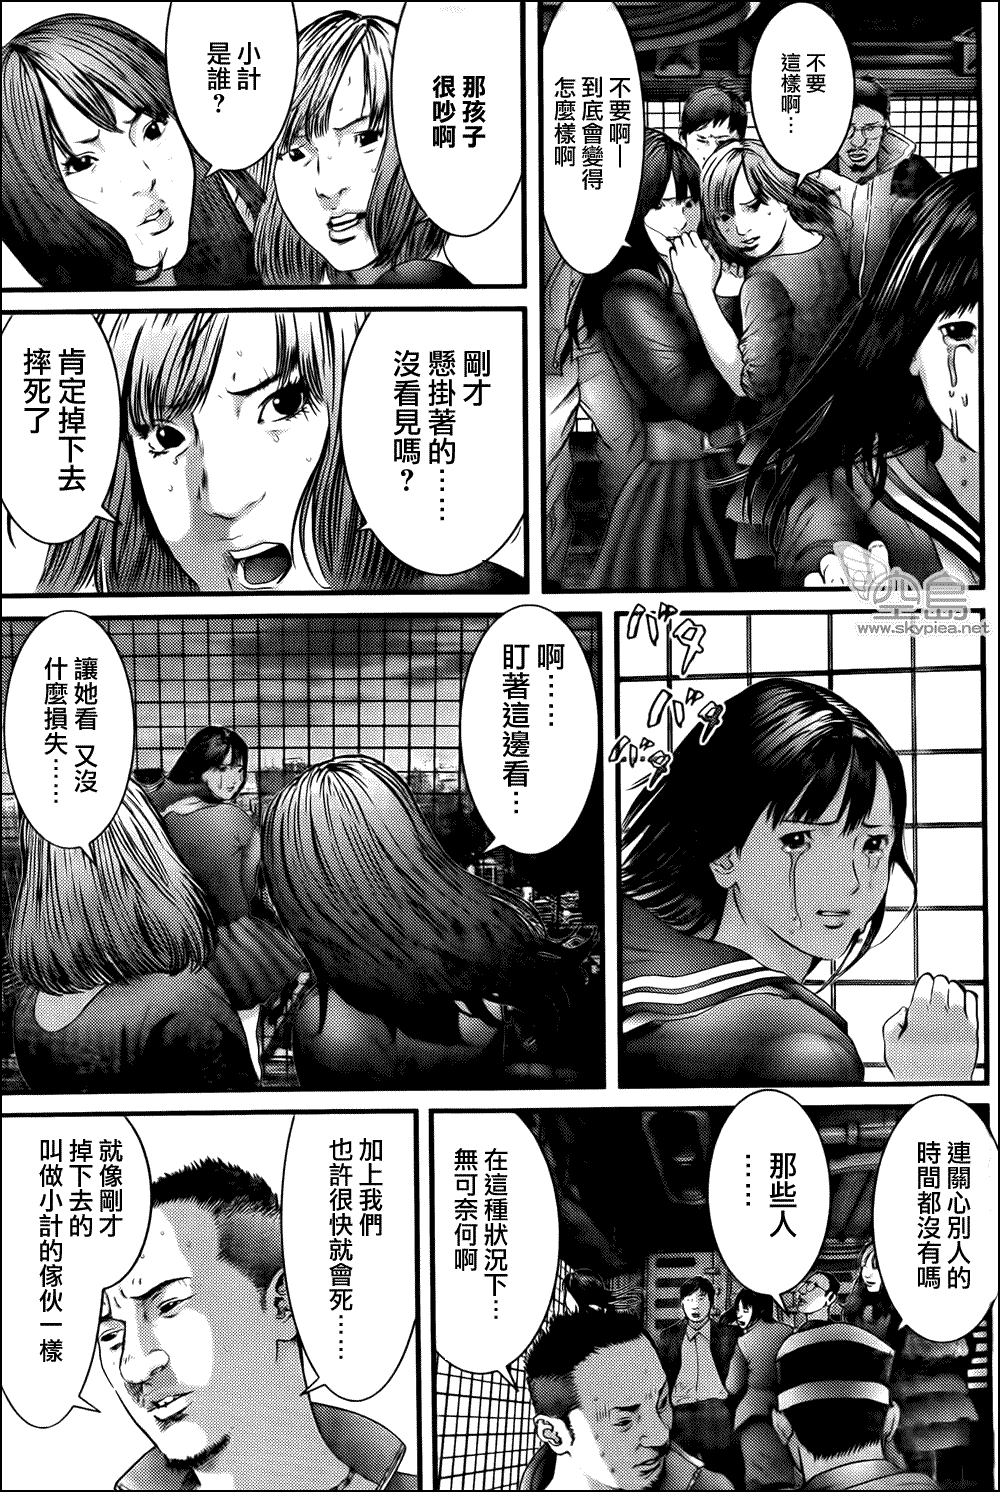 不要
這樣啊…
不要啊—
到底會變得
怎麼樣啊
那孩子
很吵啊
小計
是誰?
剛才
懸掛著的……
沒看見嗎?
肯定掉下去
摔死了
空島
www.skypiea.net
バタ
バタ
バタ
啊……
盯著這邊看…
讓她看 又沒
什麼損失……
連關心別人的
時間都沒有嗎
那些人
……
在這種狀況下…
無可奈何啊
加上我們
也許很快就會死……
就像剛才
掉下去的
叫做小計的傢伙一樣